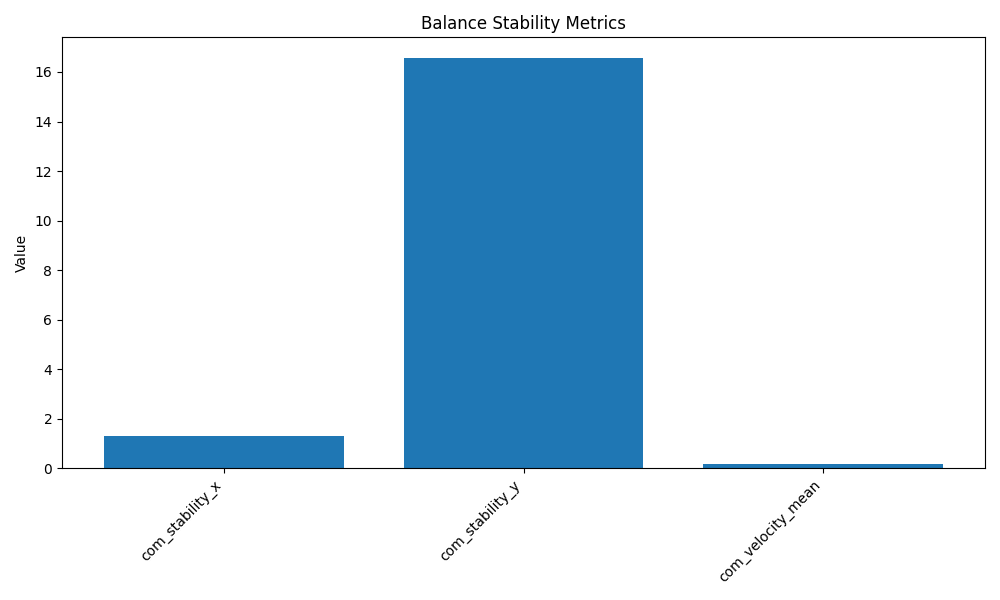 Balance Stability Metrics
Value
16
14
12
10
8
6
4
2
0
com_stability_x
com_stability_y
com_velocity_mean